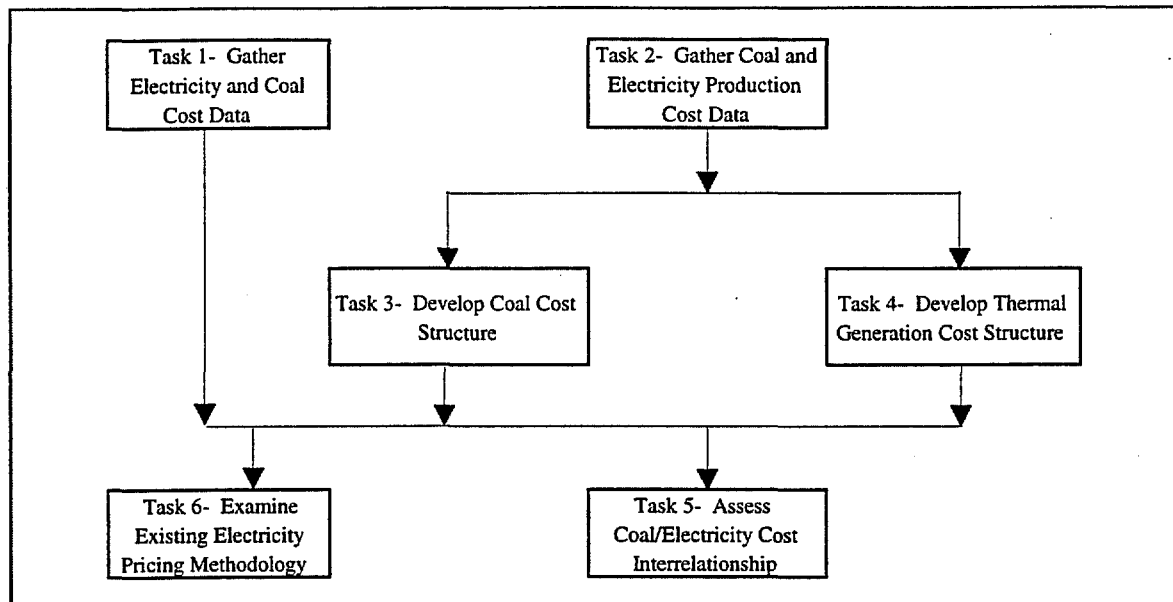 Task 1- Gather
Electricity and Coal
Cost Data
Task 2- Gather Coal and
Electricity Production
Cost Data
Task 3- Develop Coal Cost
Structure
Task 4- Develop Thermal
Generation Cost Structure
Task 6- Examine
Existing Electricity
Pricing Methodology
Task 5- Assess
Coal/Electricity Cost
Interrelationship